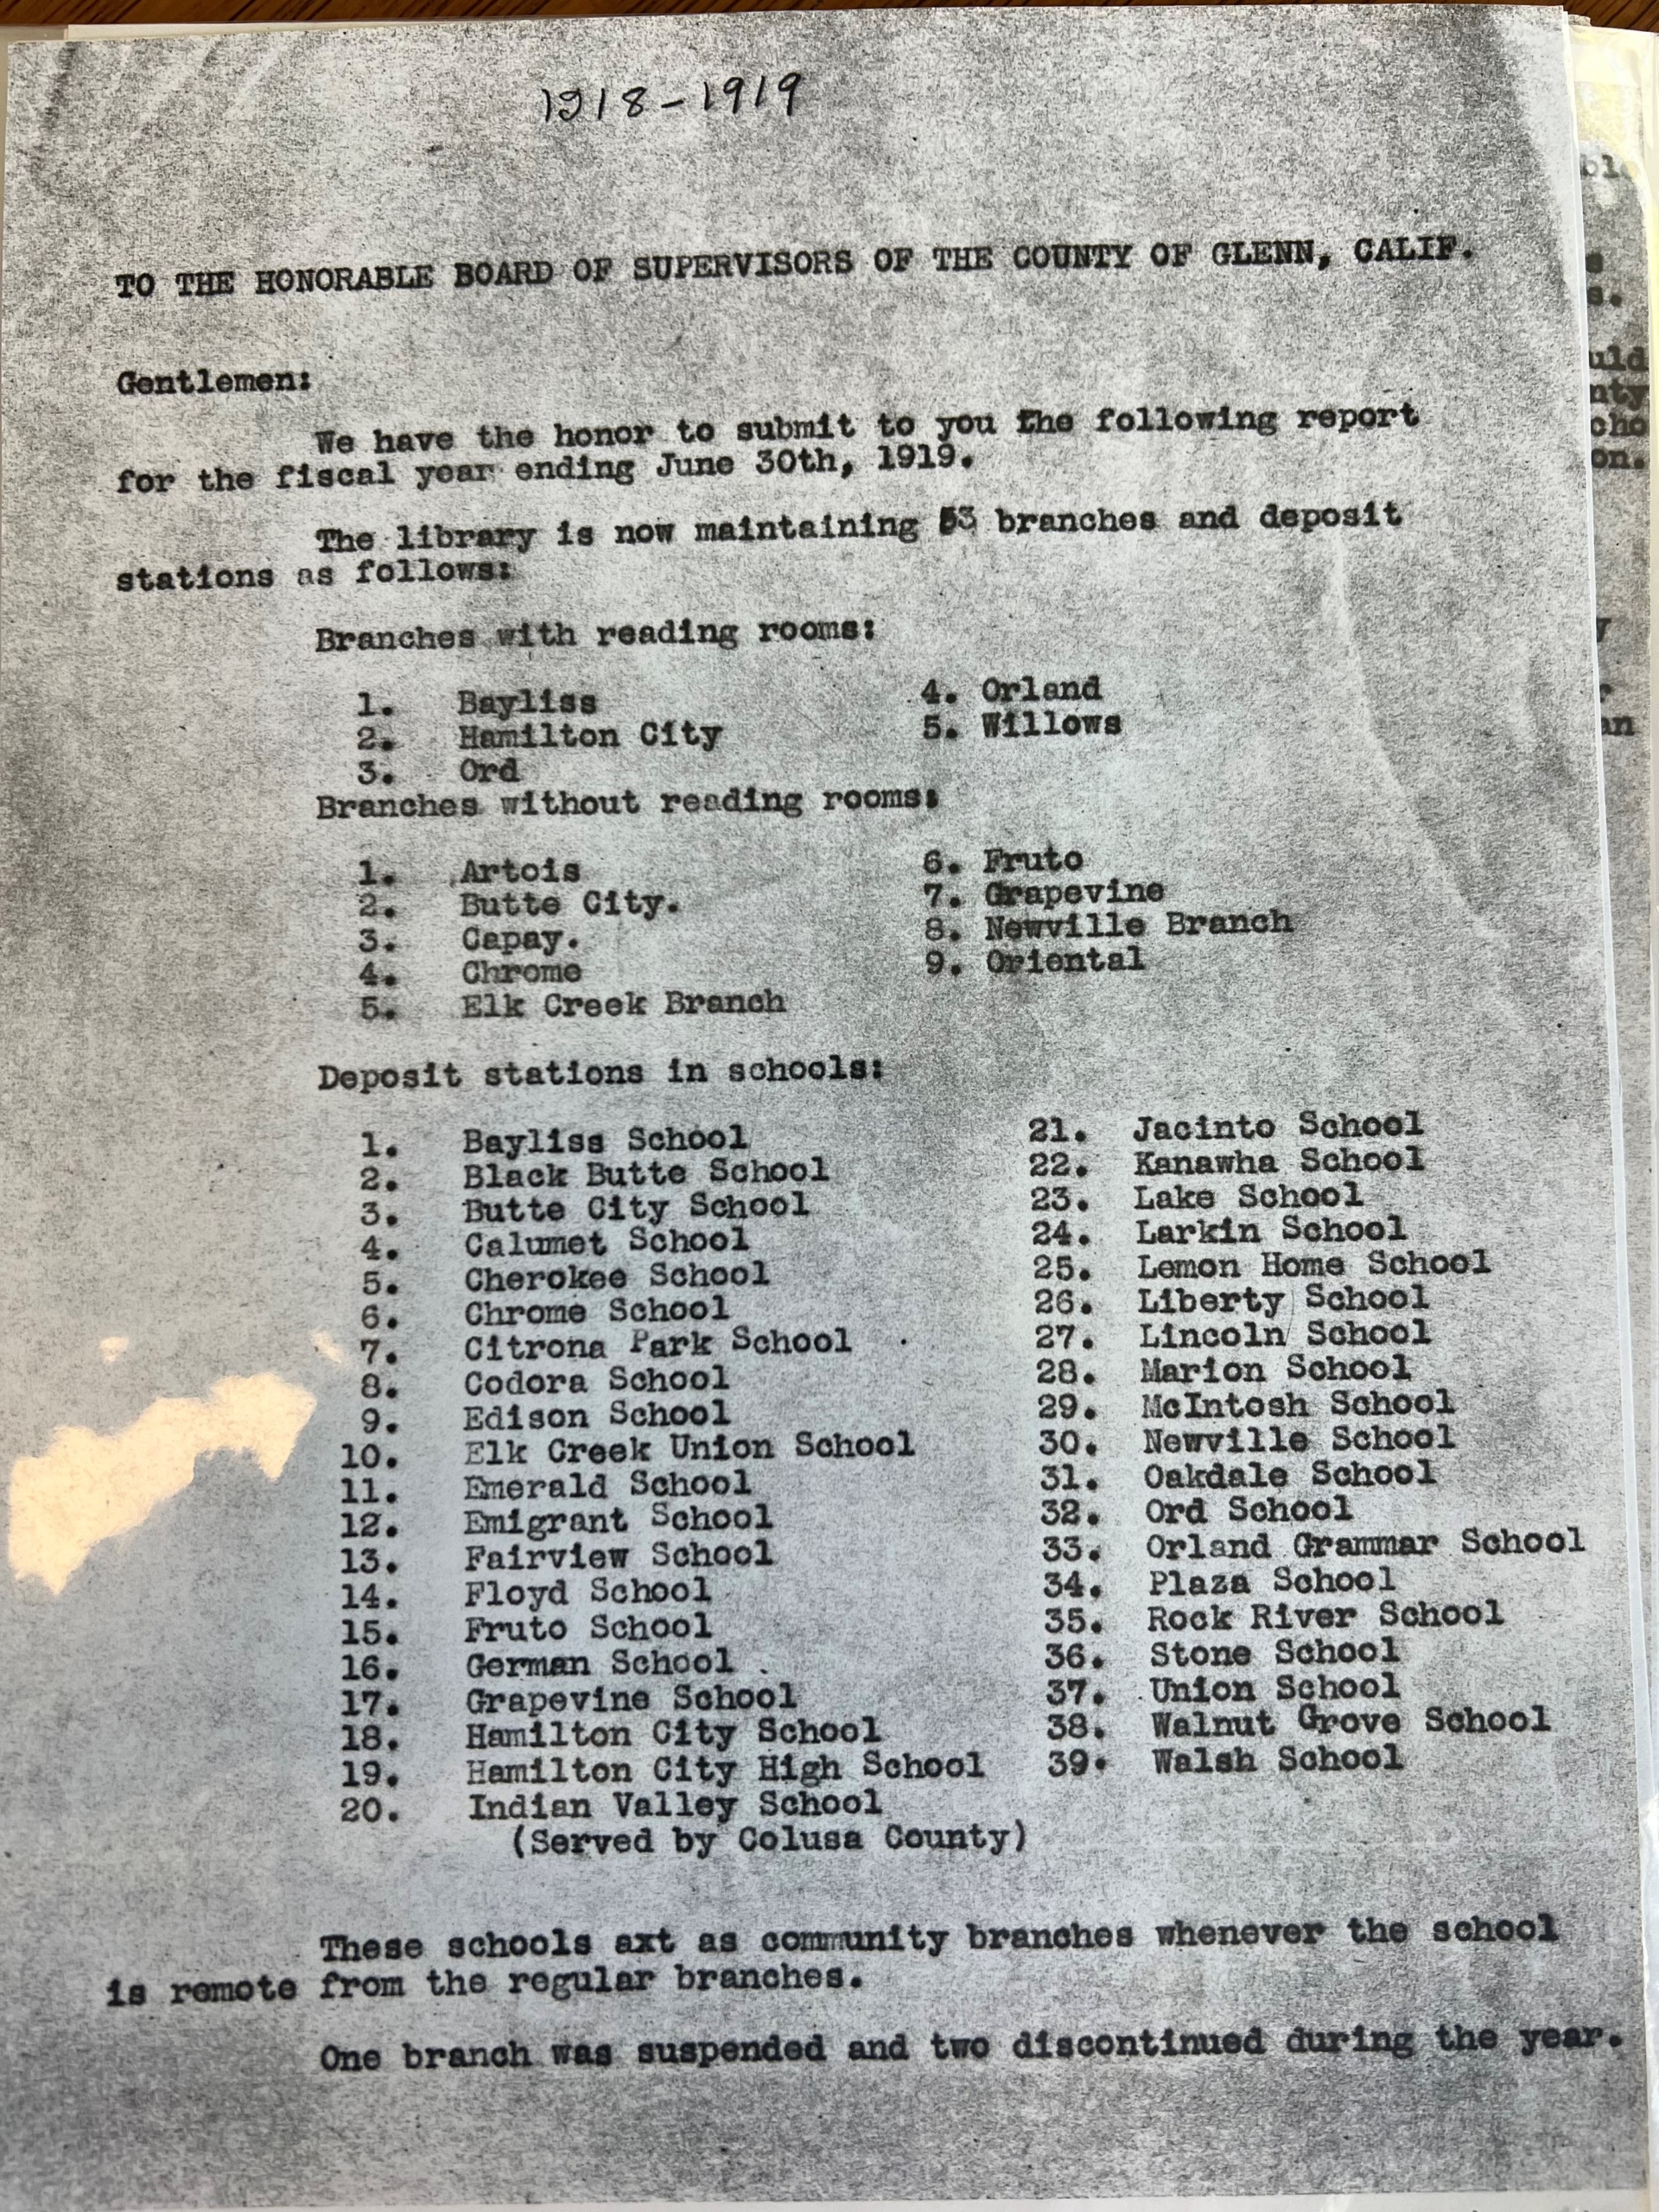 1918-1919
TO THE HONORABLE BOARD OF SUPERVISORS OF THE COUNTY OF GLENN, CALIF.
Gentlemen:
We have the honor to submit to you the following report
for the fiscal year ending June 30th, 1919.
The library is now maintaining 53 branches and deposit
stations as follows:
Branches with reading rooms:
1. Bayliss
2. Hamilton City
3. Ord
4. Orland
5. Willows
Branches without reading rooms:
1. Artois
2. Butte City.
3. Capay.
4. Chrome
5. Elk Creek Branch
6. Fruto
7. Grapevine
8. Newville Branch
9. Oriental
Deposit stations in schools:
1. Bayliss School
2. Black Butte School
3. Butte City School
4. Calumet School
5. Cherokee School
6. Chrome School
7. Citrona Park School
8. Codora School
9. Edison School
10. Elk Creek Union School
11. Emerald School
12. Emigrant School
13. Fairview School
14. Floyd School
15. Fruto School
16. German School
17. Grapevine School
18. Hamilton City School
19. Hamilton City High School
20. Indian Valley School
(Served by Colusa County)
21. Jacinto School
22. Kanawha School
23. Lake School
24. Larkin School
25. Lemon Home School
26. Liberty School
27. Lincoln School
28. Marion School
29. McIntosh School
30. Newville School
31. Oakdale School
32. Ord School
33. Orland Grammar School
34. Plaza School
35. Rock River School
36. Stone School
37. Union School
38. Walnut Grove School
39. Walsh School
These schools axt as community branches whenever the school
is remote from the regular branches.
One branch was suspended and two discontinued during the year.